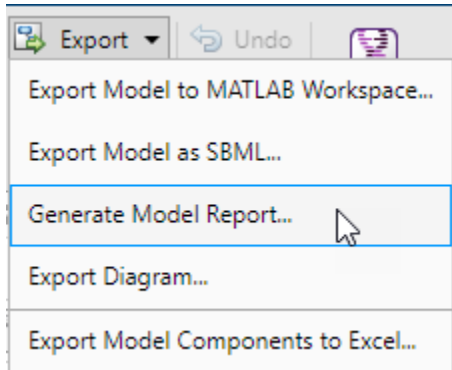 Export Undo
Export Model to MATLAB Workspace...
Export Model as SBML...
Generate Model Report...
Export Diagram...
Export Model Components to Excel...